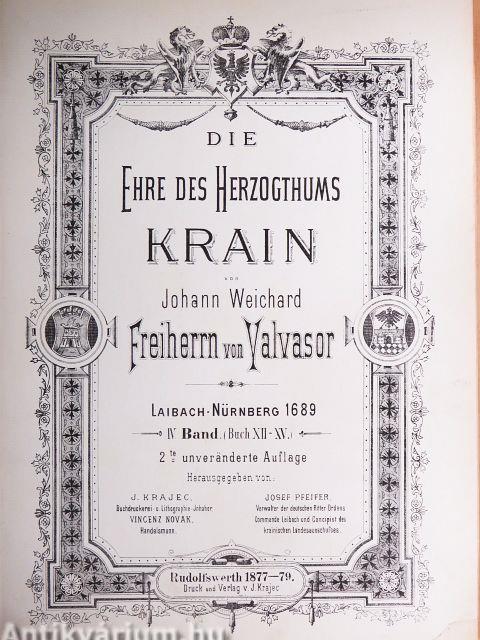 DIE
EHRE DES HERZOGTHUMS
KRAIN
VON
Johann Weichard
Freiherrn von Valvasor
LAIBACH-NÜRNBERG 1689
IV Band. (Buch XII-XV.)
2te unveränderte Auflage
Herausgegeben von:
J. KRAJEC,
Buchdruckerei- u. Lithographie-Inhaber
VINCENZ NOVAK,
Handelsmann.
JOSEF PFEIFER,
Verwalter der deutschen Ritter Ordens
Commende Laibach und Concipist des
krainischen Landesausschußes.
Rudolfswerth 1877-79.
Druck und Verlag v. J. Krajec
Antikvarium.hu